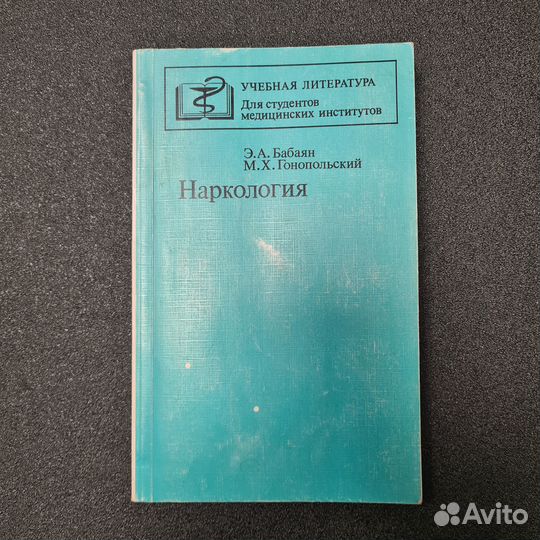 УЧЕБНАЯ ЛИТЕРАТУРА
Для студентов
медицинских институтов
Э.А.Бабаян
М.Х.Гонопольский
Наркология
Avito